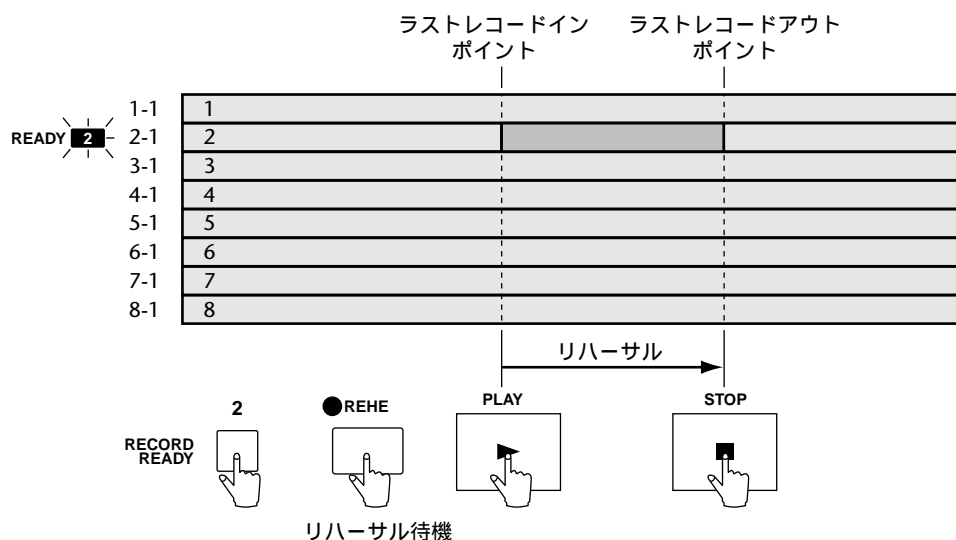 ラストレコードイン
ポイント
ラストレコードアウト
ポイント
1-1 1
READY 2 2-1 2
3-1 3
4-1 4
5-1 5
6-1 6
7-1 7
8-1 8
リハーサル
2
REHE
PLAY
STOP
RECORD
READY
リハーサル待機